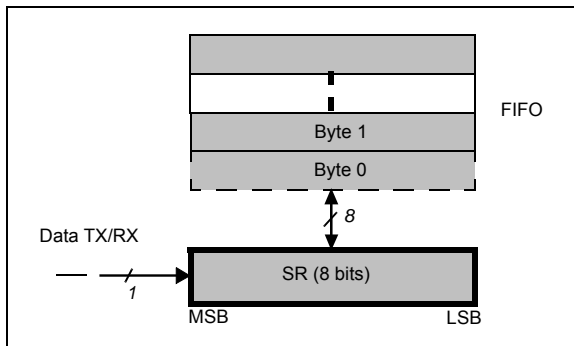 FIFO
Byte 1
Byte 0
8
Data TX/RX
1
SR (8 bits)
MSB
LSB